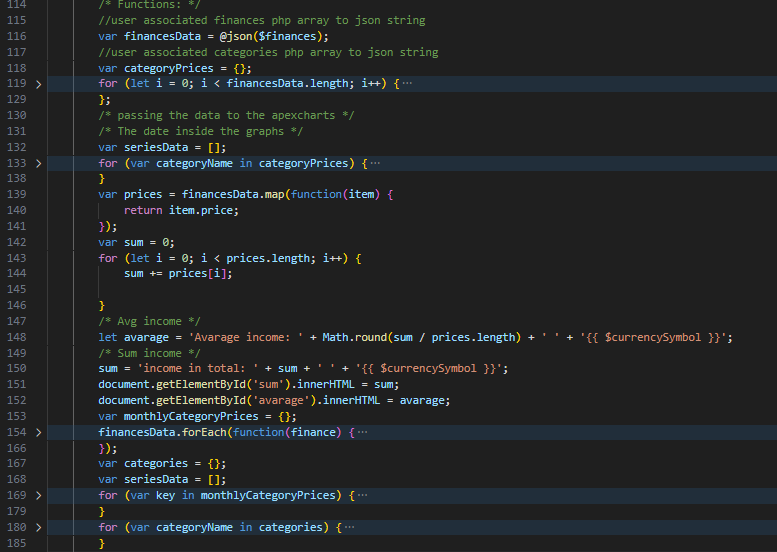 114 /* Functions: */
115 //user associated finances php array to json string
116 var financesData = @json($finances);
117 //user associated categories php array to json string
118 var categoryPrices = {};
119 > for (let i = 0; i < financesData.length; i++) {…
129 };
130 /* passing the data to the apexcharts */
131 /* The date inside the graphs */
132 var seriesData = [];
133 > for (var categoryName in categoryPrices) {…
138 }
139 var prices = financesData.map(function(item) {
140 return item.price;
141 });
142 var sum = 0;
143 for (let i = 0; i < prices.length; i++) {
144 sum += prices[i];
145
146 }
147 /* Avg income */
148 let avarage = 'Avarage income: ' + Math.round(sum / prices.length) + ' ' + '{{ $currencySymbol }}';
149 /* Sum income */
150 sum = 'income in total: ' + sum + ' ' + '{{ $currencySymbol }}';
151 document.getElementById('sum').innerHTML = sum;
152 document.getElementById('avarage').innerHTML = avarage;
153 var monthlyCategoryPrices = {};
154 > financesData.forEach(function(finance) {…
166 });
167 var categories = {};
168 var seriesData = [];
169 > for (var key in monthlyCategoryPrices) {…
179 }
180 > for (var categoryName in categories) {…
185 }